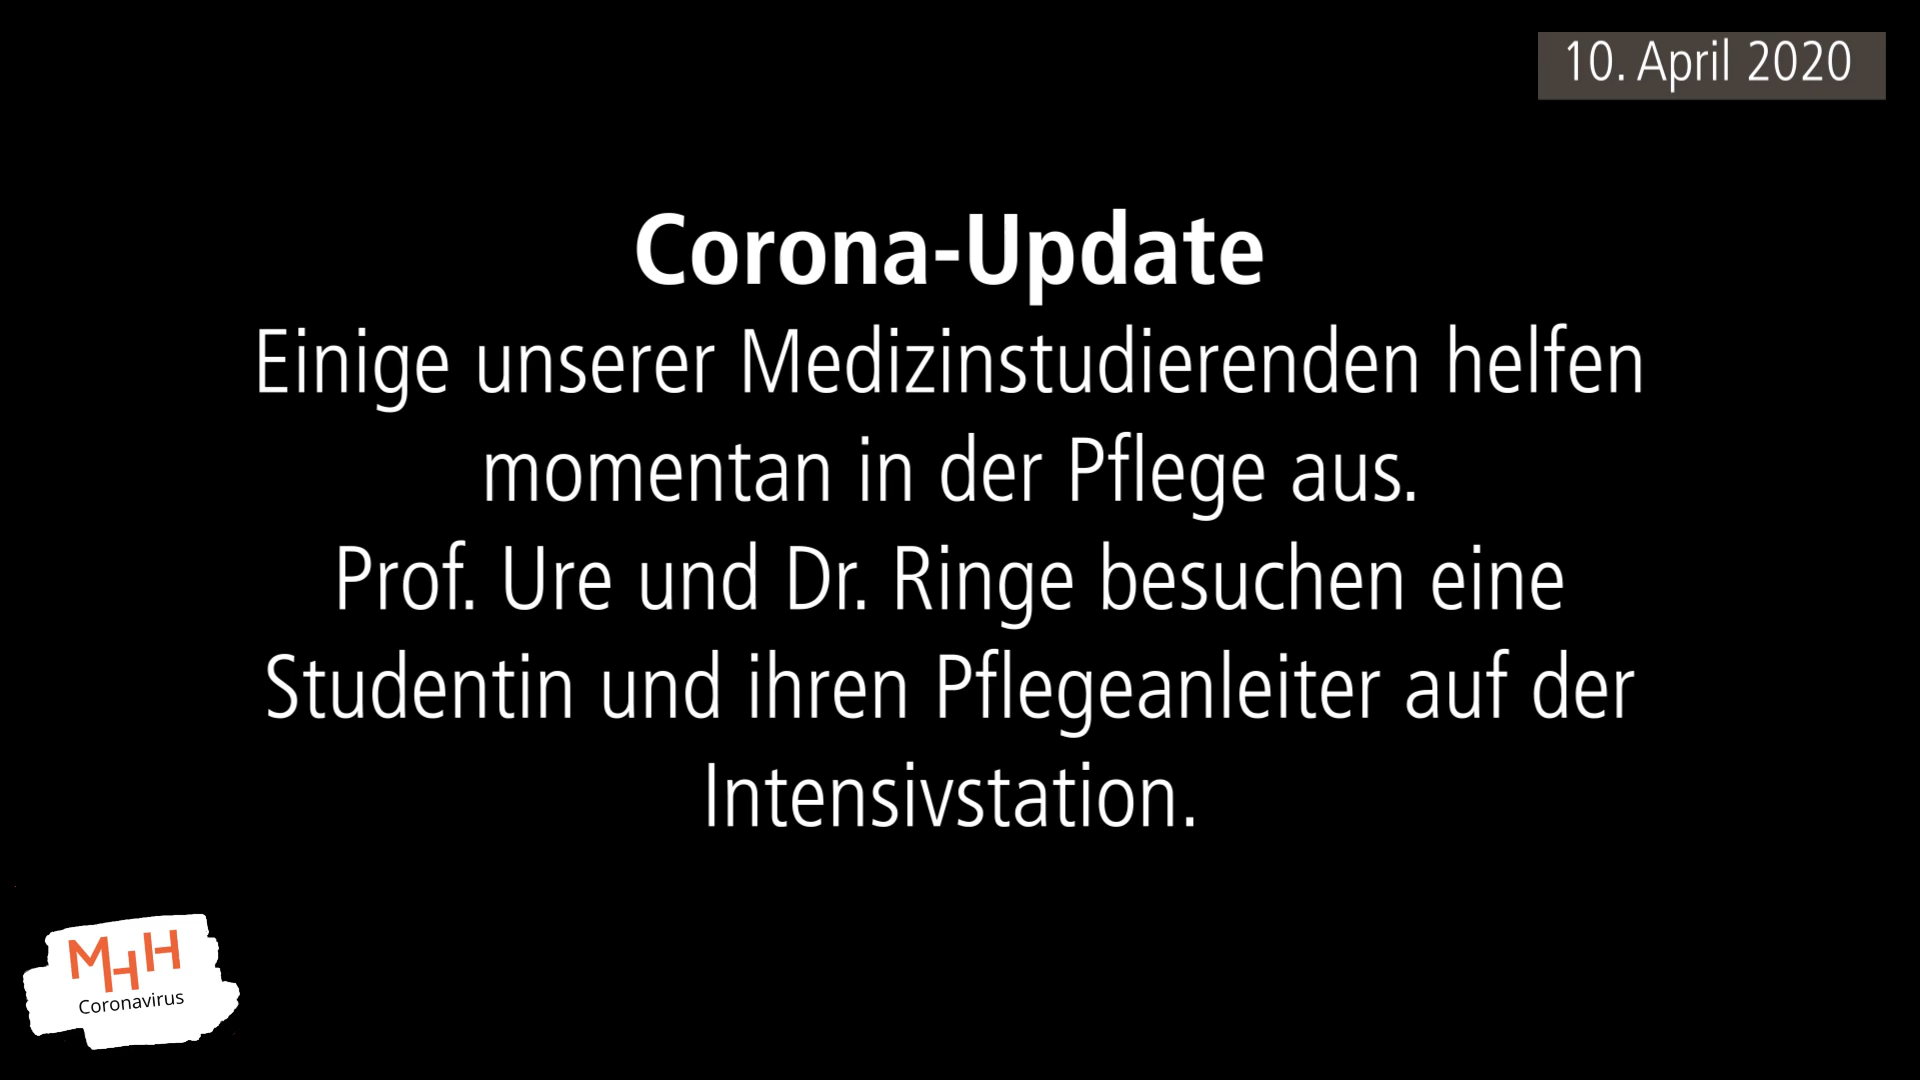 10. April 2020
Corona-Update
Einige unserer Medizinstudierenden helfen
momentan in der Pflege aus.
Prof. Ure und Dr. Ringe besuchen eine
Studentin und ihren Pflegeanleiter auf der
Intensivstation.
MHH
Coronavirus